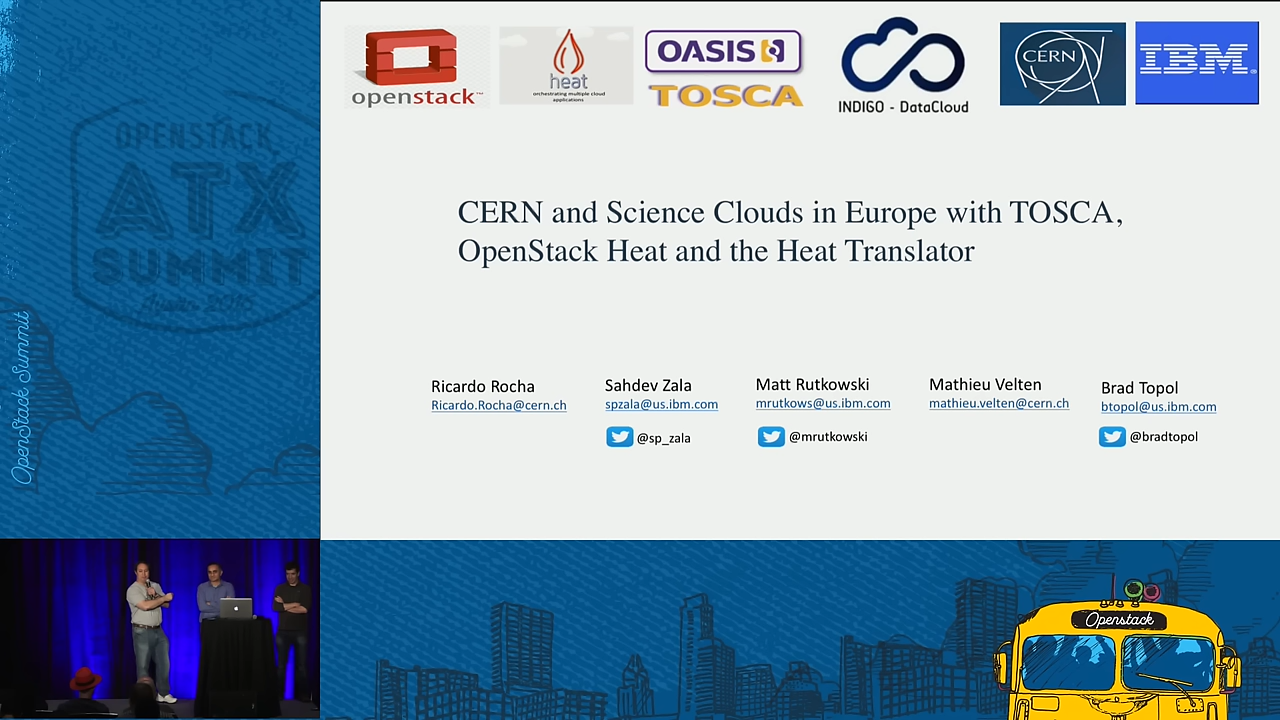 openstack™
heat
orchestrating multiple cloud
applications
OASIS
TOSCA
INDIGO - DataCloud
CERN
IBM
OPENSTACK
ATX
SUMMIT
Austin 2016
OpenStack Summit
CERN and Science Clouds in Europe with TOSCA,
OpenStack Heat and the Heat Translator
Ricardo Rocha
Ricardo.Rocha@cern.ch
Sahdev Zala
spzala@us.ibm.com
@sp_zala
Matt Rutkowski
mrutkows@us.ibm.com
@mrutkowski
Mathieu Velten
mathieu.velten@cern.ch
Brad Topol
btopol@us.ibm.com
@bradtopol
Openstack